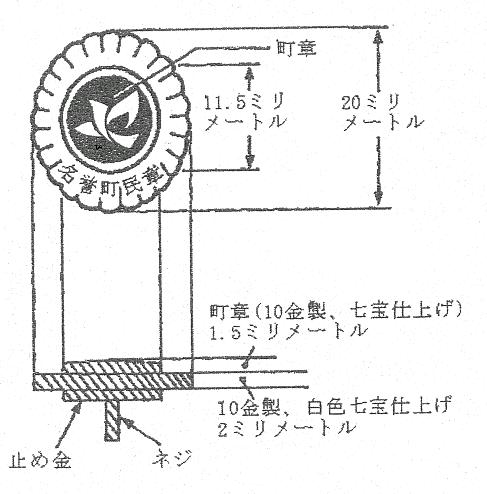 町章
11.5ミリ
メートル
20ミリ
メートル
名誉町民章
町章(10金製、七宝仕上げ)
1.5ミリメートル
10金製、白色七宝仕上げ
2ミリメートル
止め金
ネジ